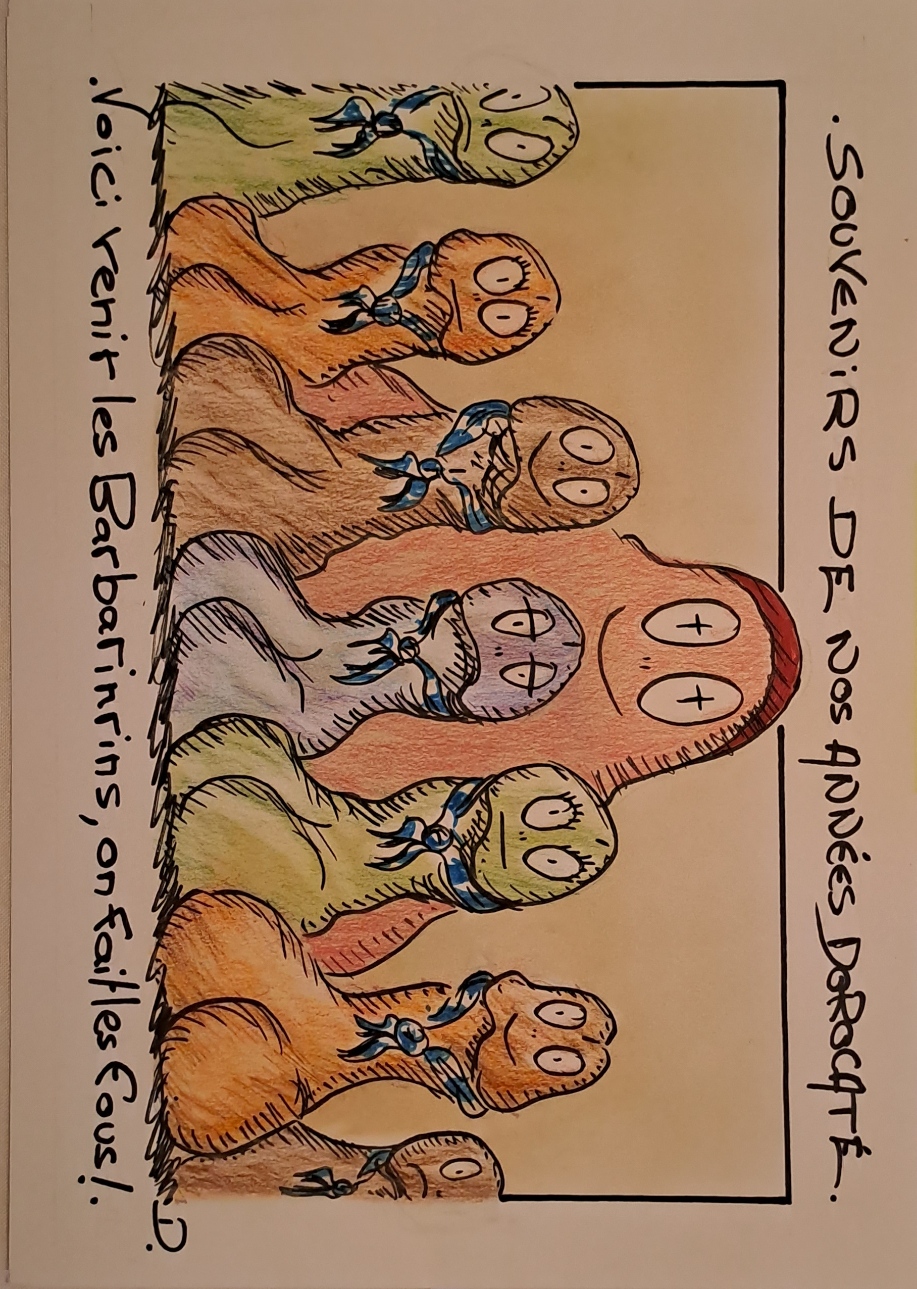 . SOUVENIRS DE NOS ANNÉES DOROCATÉ.
. Voici venir les Barbarinrins, on fait les fous !.
D.